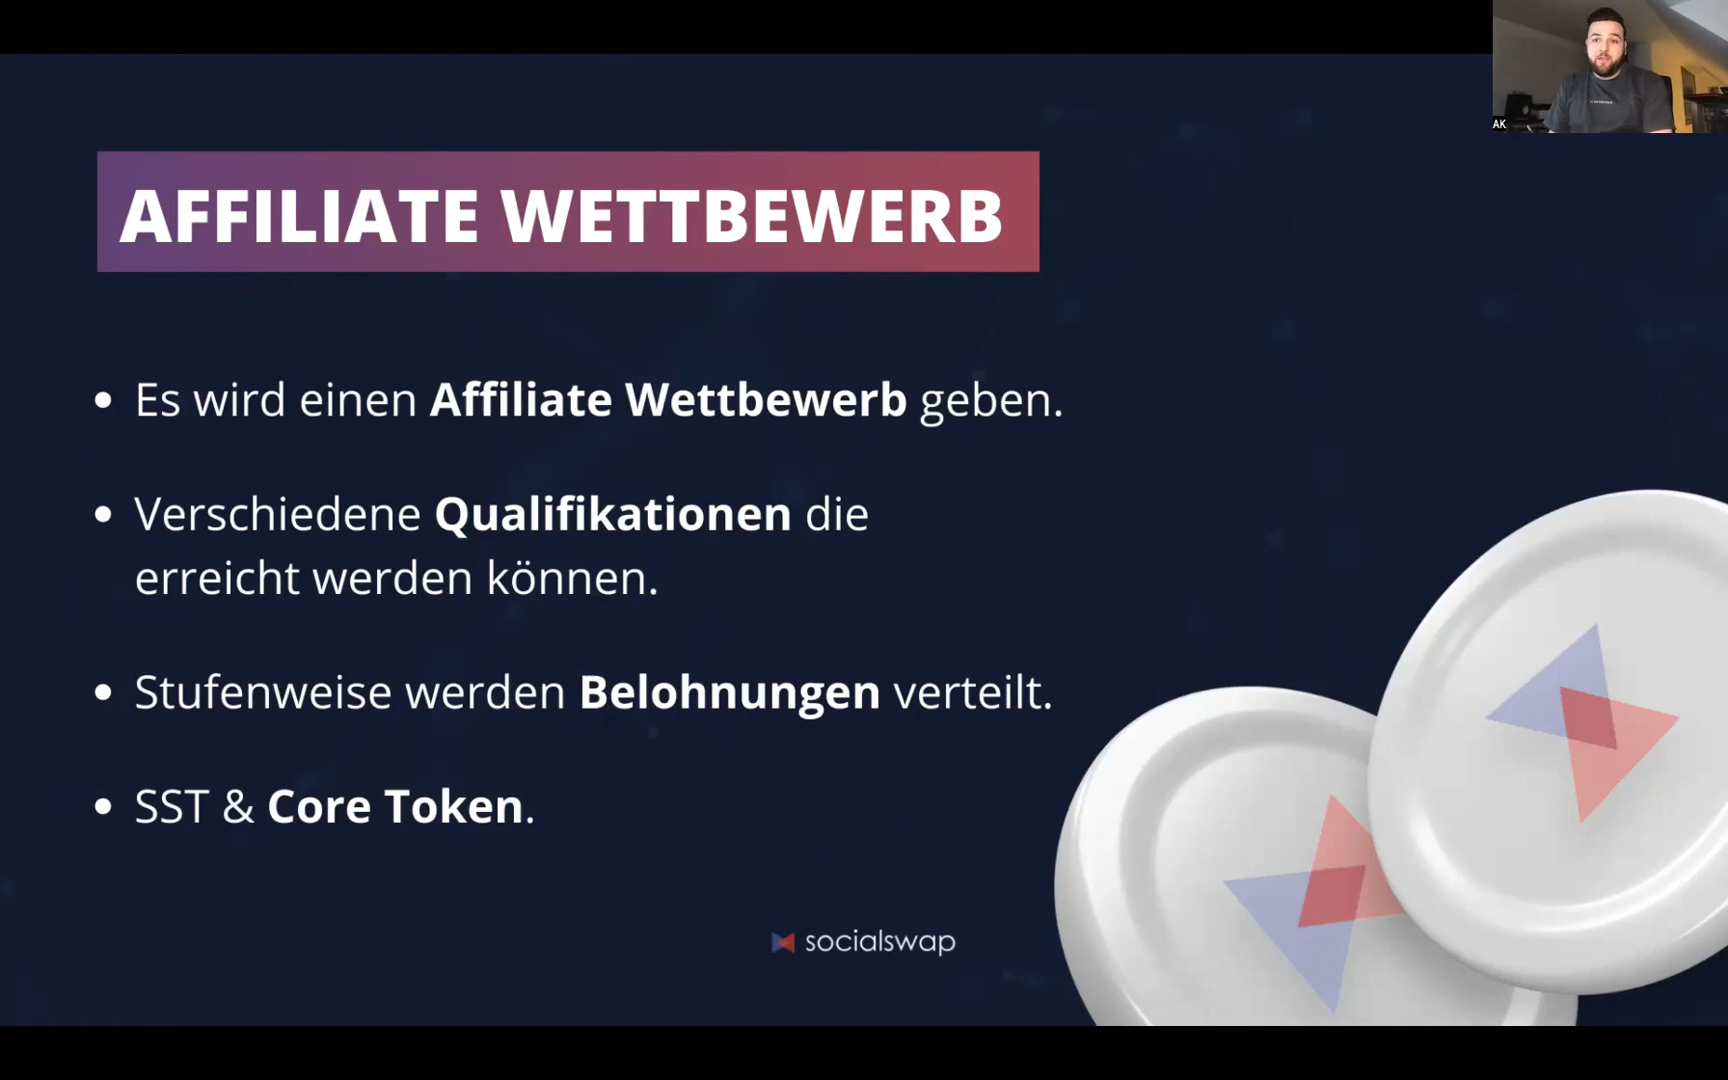 AK
AFFILIATE WETTBEWERB
• Es wird einen Affiliate Wettbewerb geben.
• Verschiedene Qualifikationen die
erreicht werden können.
• Stufenweise werden Belohnungen verteilt.
• SST & Core Token.
socialswap